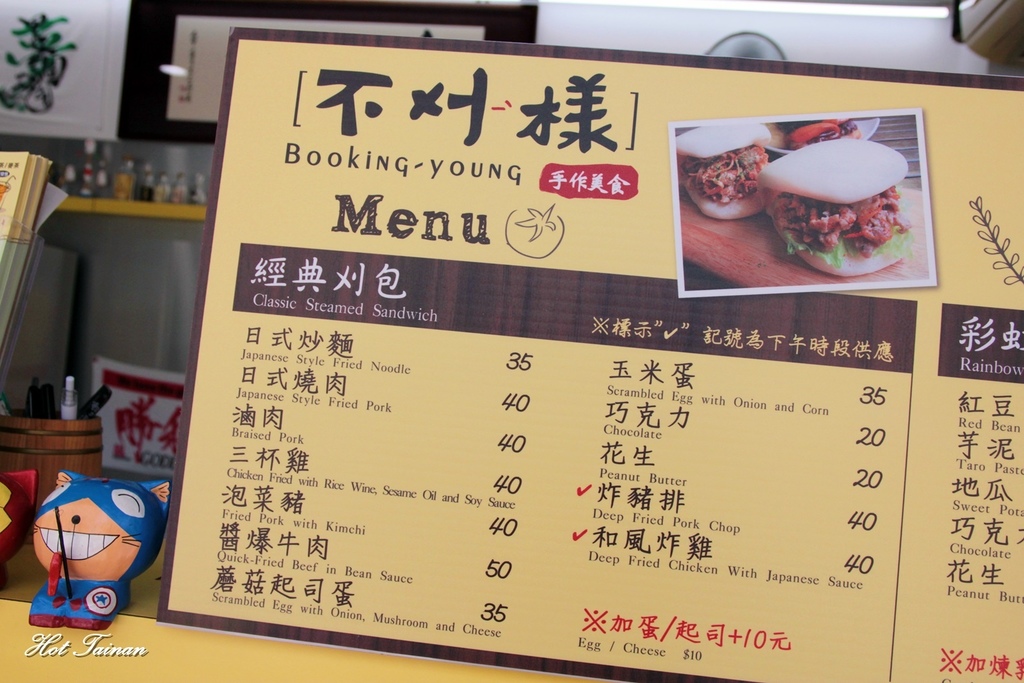 [不刈樣]
Booking-young
手作美食
Menu
經典刈包
Classic Steamed Sandwich
※標示"✓" 記號為下午時段供應
日式炒麵 35
Japanese Style Fried Noodle
日式燒肉 40
Japanese Style Fried Pork
滷肉 40
Braised Pork
三杯雞 40
Chicken Fried with Rice Wine, Sesame Oil and Soy Sauce
泡菜豬 40
Fried Pork with Kimchi
醬爆牛肉 50
Quick-Fried Beef in Bean Sauce
蘑菇起司蛋 35
Scrambled Egg with Onion, Mushroom and Cheese
玉米蛋 35
Scrambled Egg with Onion and Corn
巧克力 20
Chocolate
花生 20
Peanut Butter
✓炸豬排 40
Deep Fried Pork Chop
✓和風炸雞 40
Deep Fried Chicken With Japanese Sauce
※加蛋/起司+10元
Egg / Cheese $10
彩虹
Rainbow
紅豆
Red Bean
芋泥
Taro Paste
地瓜
Sweet Pota
巧克
Chocolate
花生
Peanut Butt
※加煉
Hot Tainan